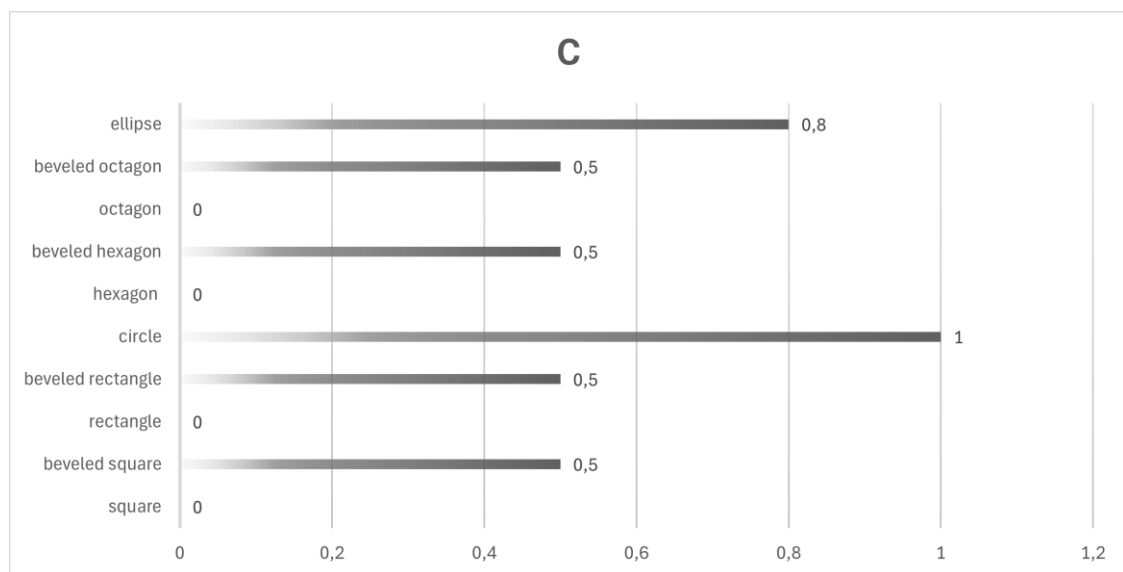 C
ellipse 0,8
beveled octagon 0,5
octagon 0
beveled hexagon 0,5
hexagon 0
circle 1
beveled rectangle 0,5
rectangle 0
beveled square 0,5
square 0
0 0,2 0,4 0,6 0,8 1 1,2